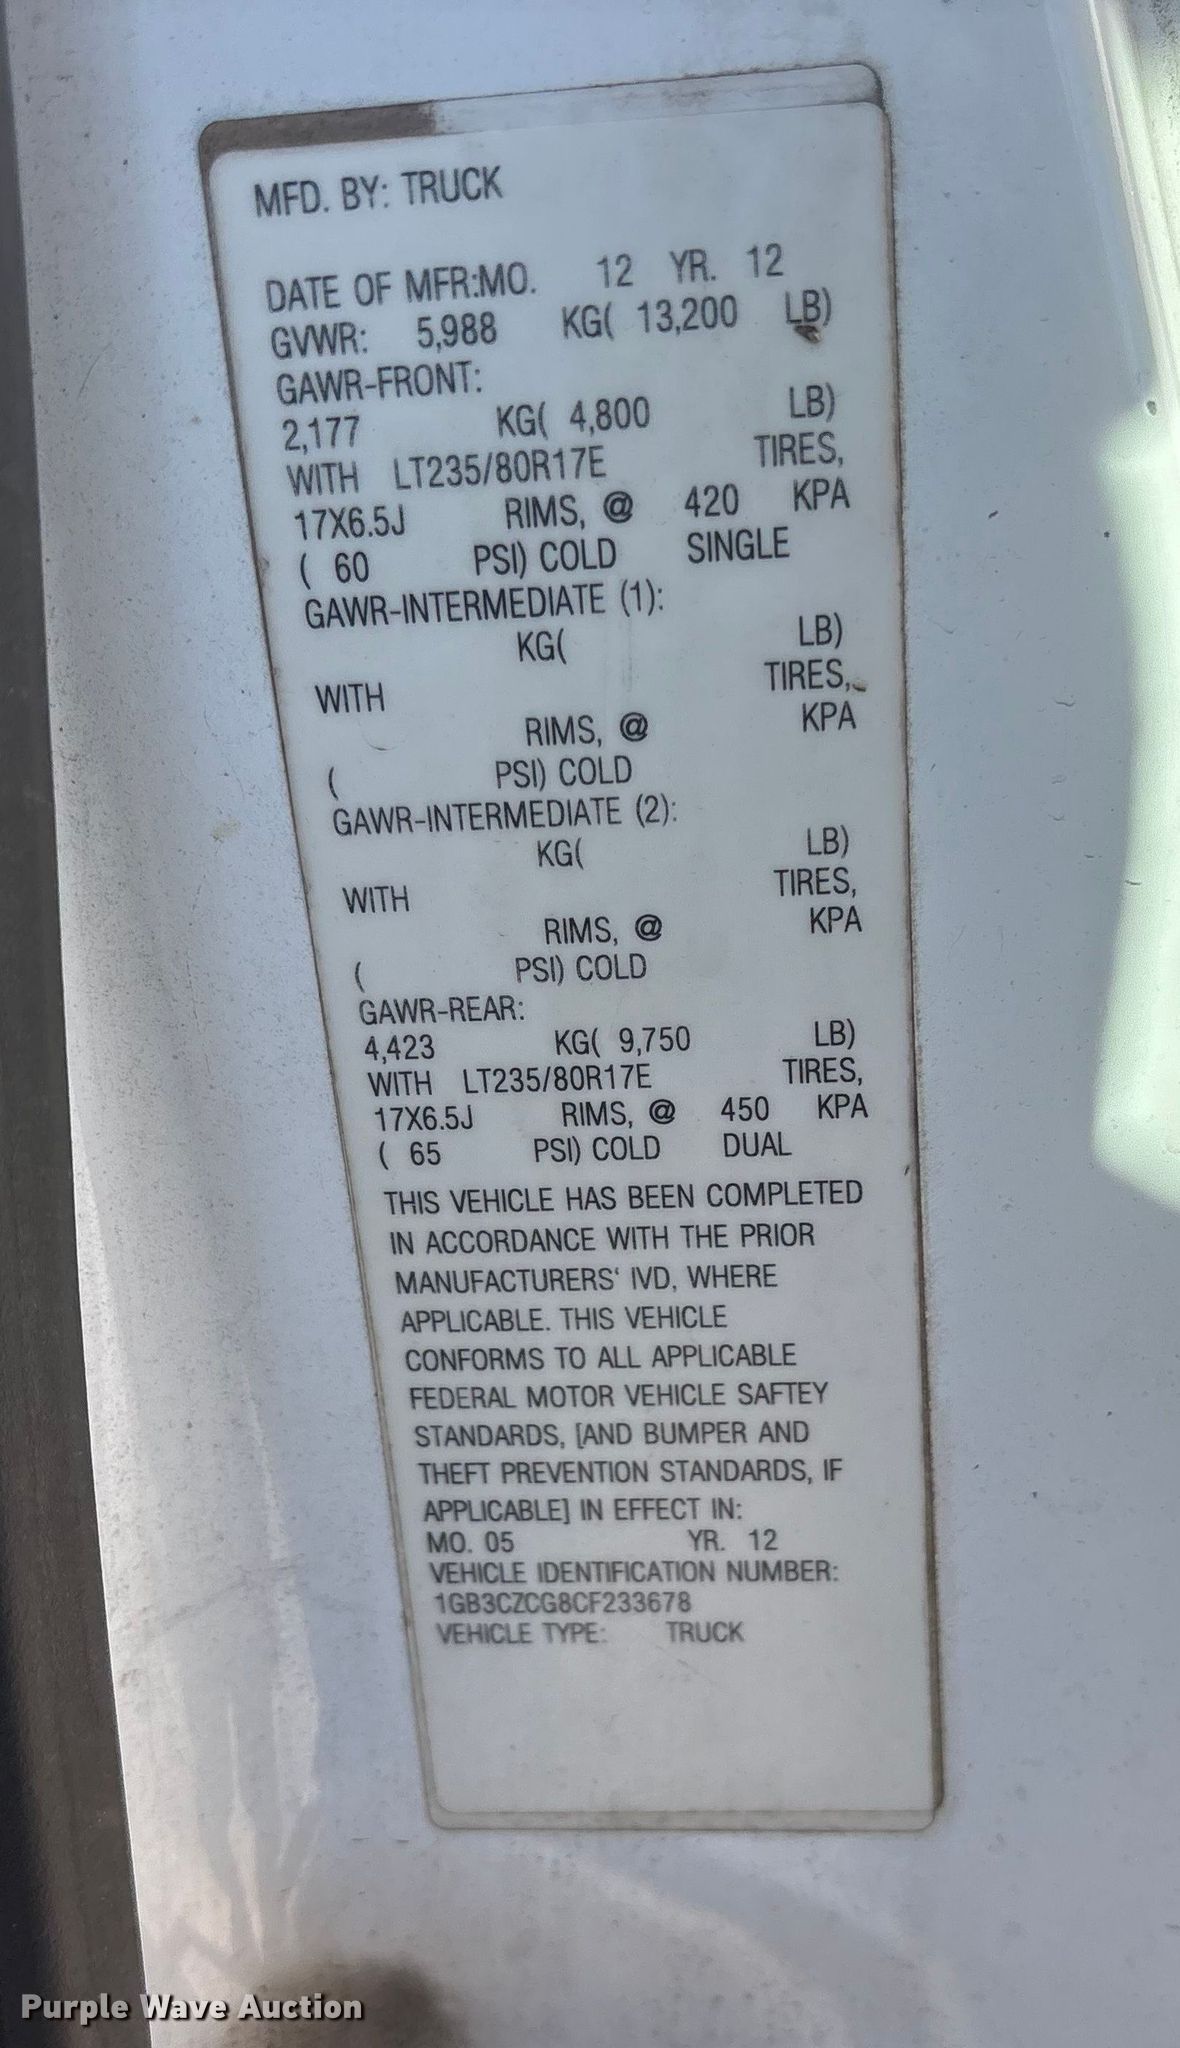 MFD. BY: TRUCK
DATE OF MFR:MO. 12 YR. 12
GVWR: 5,988 KG( 13,200 LB)
GAWR-FRONT:
2,177 KG( 4,800 LB)
WITH LT235/80R17E TIRES,
17X6.5J RIMS, @ 420 KPA
( 60 PSI) COLD SINGLE
GAWR-INTERMEDIATE (1):
KG( LB)
WITH TIRES,
RIMS, @ KPA
( PSI) COLD
GAWR-INTERMEDIATE (2):
KG( LB)
WITH TIRES,
RIMS, @ KPA
( PSI) COLD
GAWR-REAR:
4,423 KG( 9,750 LB)
WITH LT235/80R17E TIRES,
17X6.5J RIMS, @ 450 KPA
( 65 PSI) COLD DUAL
THIS VEHICLE HAS BEEN COMPLETED
IN ACCORDANCE WITH THE PRIOR
MANUFACTURERS' IVD, WHERE
APPLICABLE. THIS VEHICLE
CONFORMS TO ALL APPLICABLE
FEDERAL MOTOR VEHICLE SAFTEY
STANDARDS, [AND BUMPER AND
THEFT PREVENTION STANDARDS, IF
APPLICABLE] IN EFFECT IN:
MO. 05 YR. 12
VEHICLE IDENTIFICATION NUMBER:
1GB3CZCG8CF233678
VEHICLE TYPE: TRUCK
Purple Wave Auction